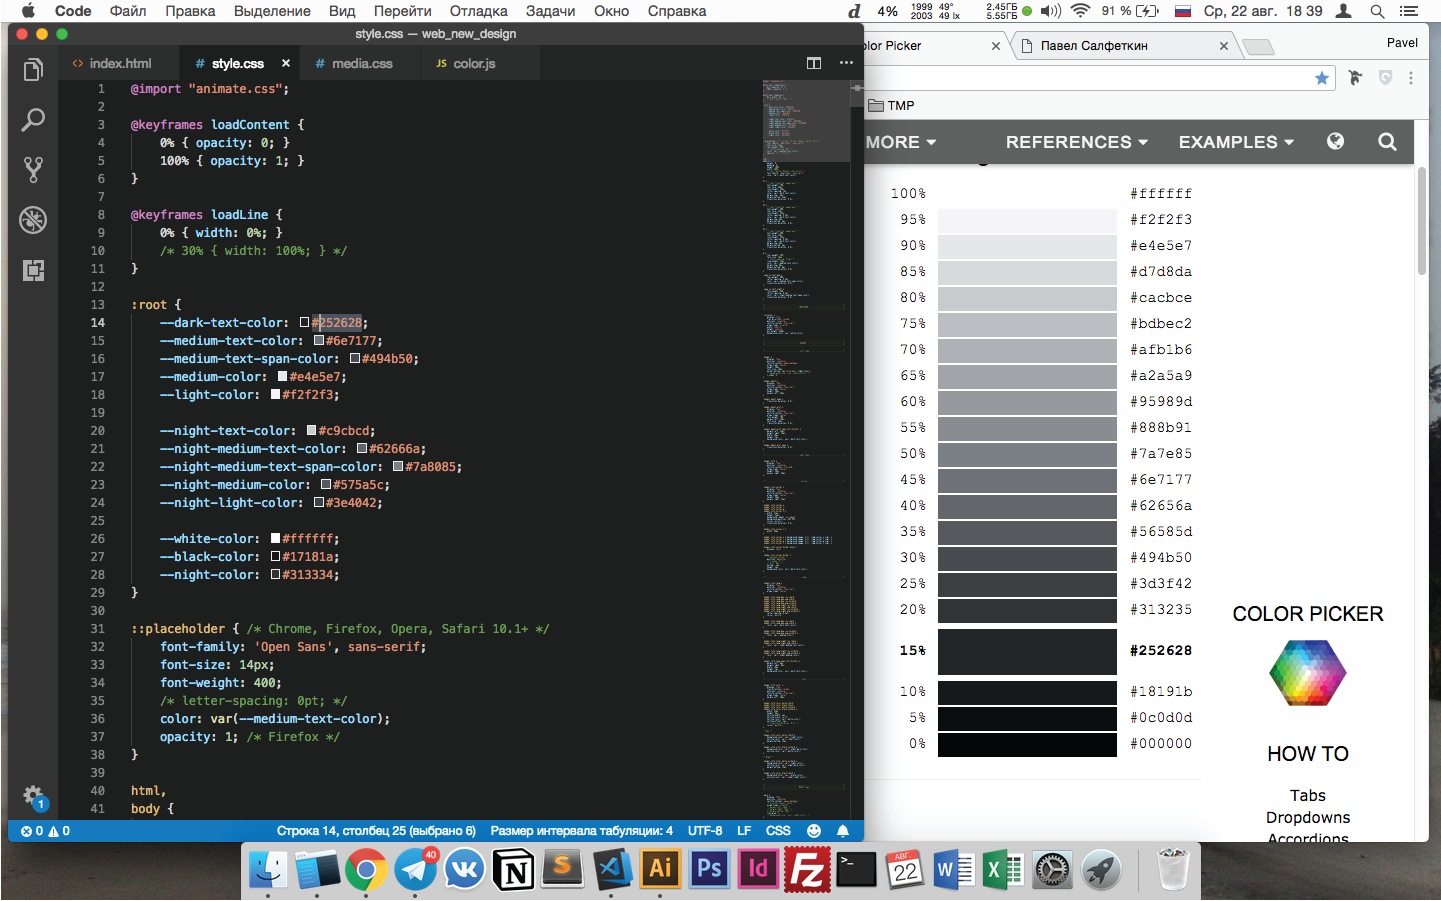 Code Файл Правка Выделение Вид Перейти Отладка Задачи Окно Справка d 4% 1999 2003 49° 49 lx 2.45ГБ 5.55ГБ 91 % Ср, 22 авг. 18 39
style.css — web_new_design
index.html # style.css × # media.css JS color.js
1 @import "animate.css";
2
3 @keyframes loadContent {
4 0% { opacity: 0; }
5 100% { opacity: 1; }
6 }
7
8 @keyframes loadLine {
9 0% { width: 0%; }
10 /* 30% { width: 100%; } */
11 }
12
13 :root {
14 --dark-text-color: #252628;
15 --medium-text-color: #6e7177;
16 --medium-text-span-color: #494b50;
17 --medium-color: #e4e5e7;
18 --light-color: #f2f2f3;
19
20 --night-text-color: #c9cbcd;
21 --night-medium-text-color: #62666a;
22 --night-medium-text-span-color: #7a8085;
23 --night-medium-color: #575a5c;
24 --night-light-color: #3e4042;
25
26 --white-color: #ffffff;
27 --black-color: #17181a;
28 --night-color: #313334;
29 }
30
31 ::placeholder { /* Chrome, Firefox, Opera, Safari 10.1+ */
32 font-family: 'Open Sans', sans-serif;
33 font-size: 14px;
34 font-weight: 400;
35 /* letter-spacing: 0pt; */
36 color: var(--medium-text-color);
37 opacity: 1; /* Firefox */
38 }
39
40 html,
41 body {
1
0 0 Строка 14, столбец 25 (выбрано 6) Размер интервала табуляции: 4 UTF-8 LF CSS
olor Picker × Павел Салфеткин × Pavel
TMP
MORE REFERENCES EXAMPLES
100% #ffffff
95% #f2f2f3
90% #e4e5e7
85% #d7d8da
80% #cacbce
75% #bdbec2
70% #afb1b6
65% #a2a5a9
60% #95989d
55% #888b91
50% #7a7e85
45% #6e7177
40% #62656a
35% #56585d
30% #494b50
25% #3d3f42
20% #313235
15% #252628
10% #18191b
5% #0c0d0d
0% #000000
COLOR PICKER
HOW TO
Tabs
Dropdowns
Accordions
40 N S Ai Ps Id Fz >_ АВГ. 22 W X